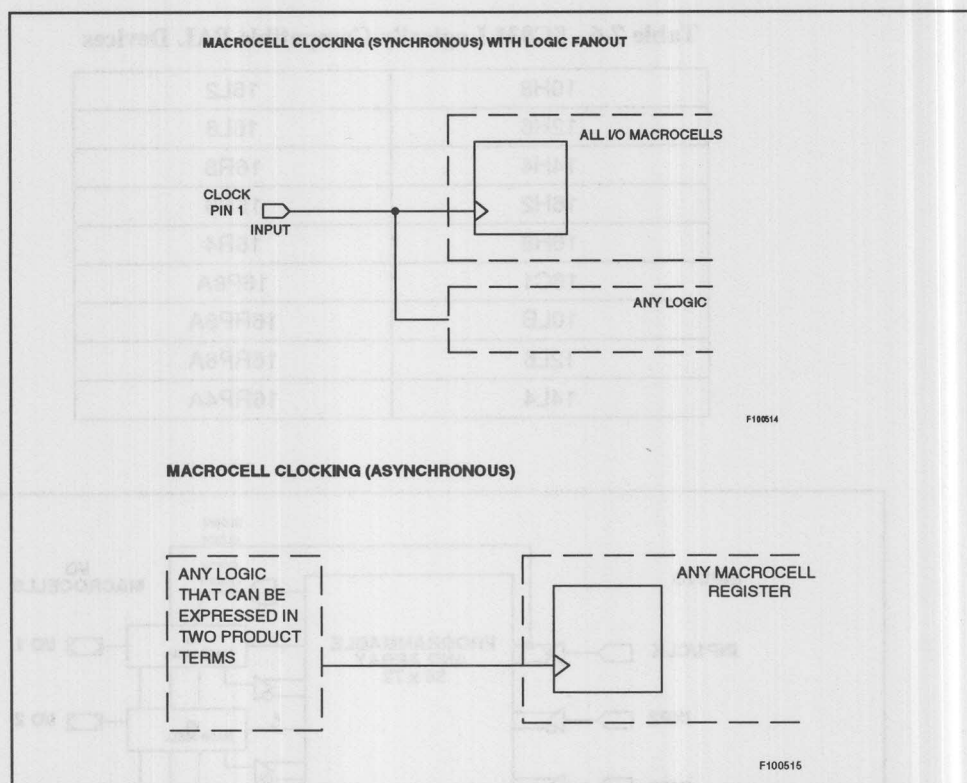 MACROCELL CLOCKING (SYNCHRONOUS) WITH LOGIC FANOUT
ALL I/O MACROCELLS
CLOCK
PIN 1
INPUT
ANY LOGIC
F100514
MACROCELL CLOCKING (ASYNCHRONOUS)
ANY LOGIC
THAT CAN BE
EXPRESSED IN
TWO PRODUCT
TERMS
ANY MACROCELL
REGISTER
F100515